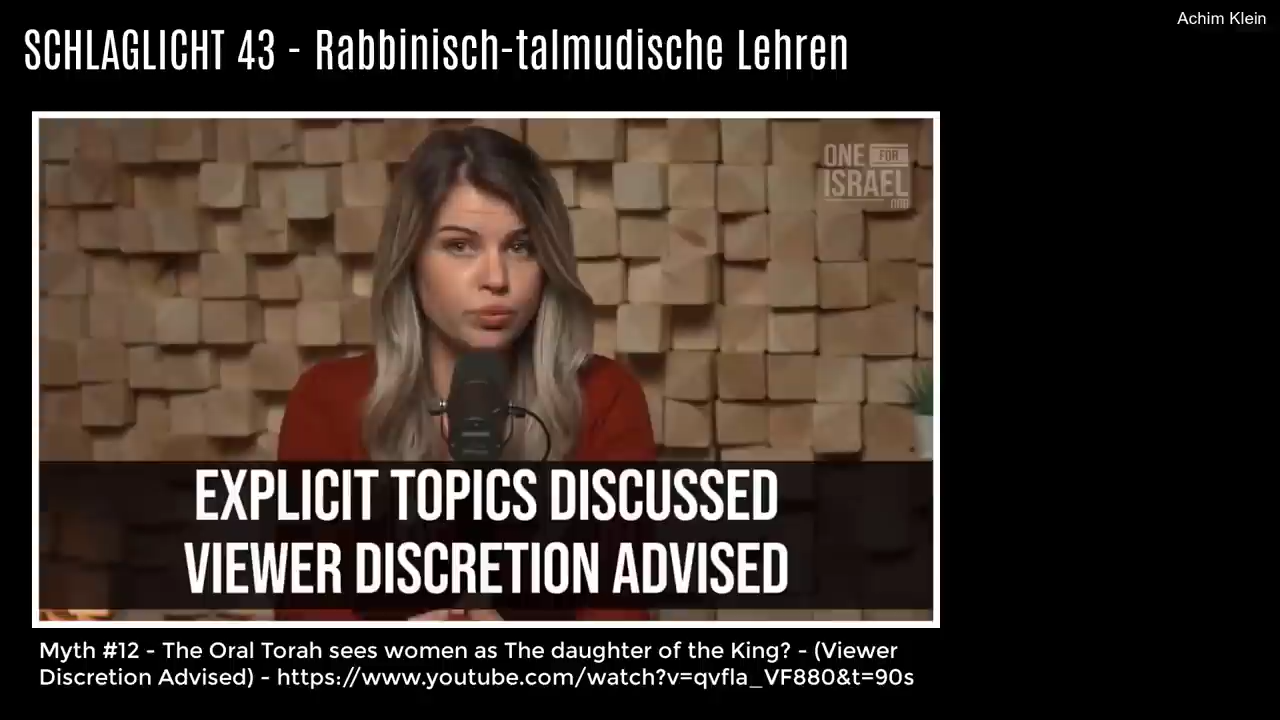 Achim Klein
SCHLAGLICHT 43 - Rabbinisch-talmudische Lehren
ONE FOR
ISRAEL
EXPLICIT TOPICS DISCUSSED
VIEWER DISCRETION ADVISED
Myth #12 - The Oral Torah sees women as The daughter of the King? - (Viewer
Discretion Advised) - https://www.youtube.com/watch?v=qvfla_VF880&t=90s